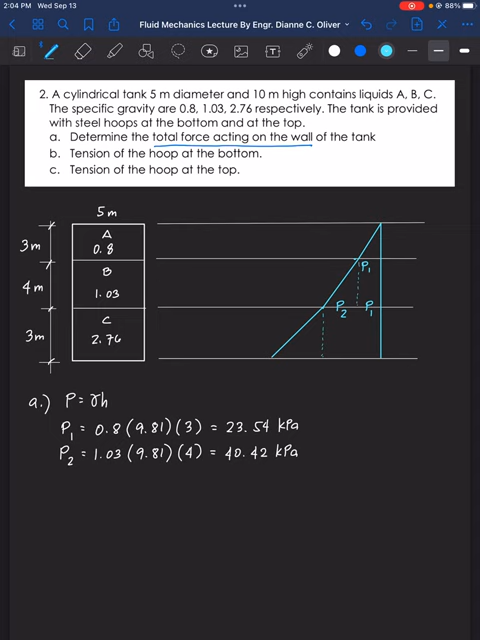 2:04 PM Wed Sep 13
88%
Fluid Mechanics Lecture By Engr. Dianne C. Oliver
2. A cylindrical tank 5 m diameter and 10 m high contains liquids A, B, C.
The specific gravity are 0.8, 1.03, 2.76 respectively. The tank is provided
with steel hoops at the bottom and at the top.
a. Determine the total force acting on the wall of the tank
b. Tension of the hoop at the bottom.
c. Tension of the hoop at the top.
5m
3m
A
0.8
4m
B
1.03
3m
C
2.76
P₁
P₂ P₁
a.) P = γh
P₁ = 0.8 (9.81) (3) = 23.54 kPa
P₂ = 1.03 (9.81) (4) = 40.42 kPa